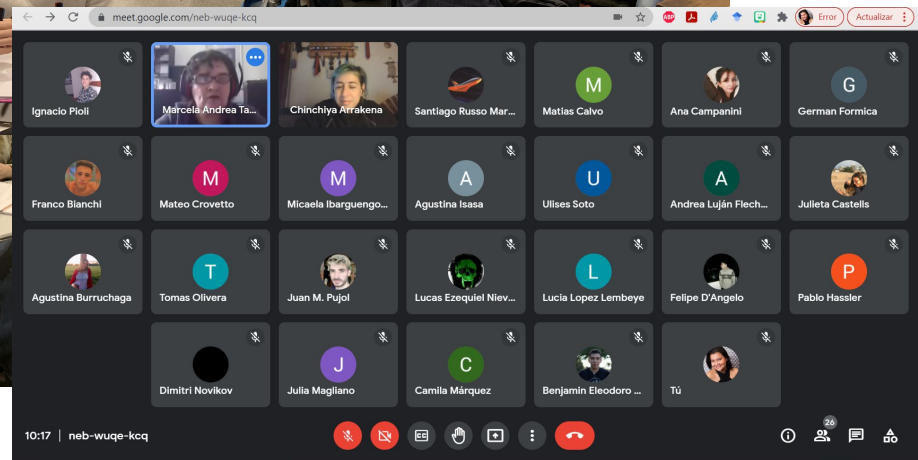 meet.google.com/neb-wuqe-kcq
ABP
Error
Actualizar
Ignacio Pioli
Marcela Andrea Ta...
Chinchiya Arrakena
Santiago Russo Mar...
M
Matias Calvo
Ana Campanini
G
German Formica
Franco Bianchi
M
Mateo Crovetto
M
Micaela Ibarguengo...
A
Agustina Isasa
U
Ulises Soto
A
Andrea Luján Flech...
Julieta Castells
Agustina Burruchaga
T
Tomas Olivera
Juan M. Pujol
Lucas Ezequiel Niev...
L
Lucia Lopez Lembeye
Felipe D'Angelo
P
Pablo Hassler
Dimitri Novikov
J
Julia Magliano
C
Camila Márquez
Benjamin Eleodoro ...
Tú
10:17 | neb-wuqe-kcq
CC
26